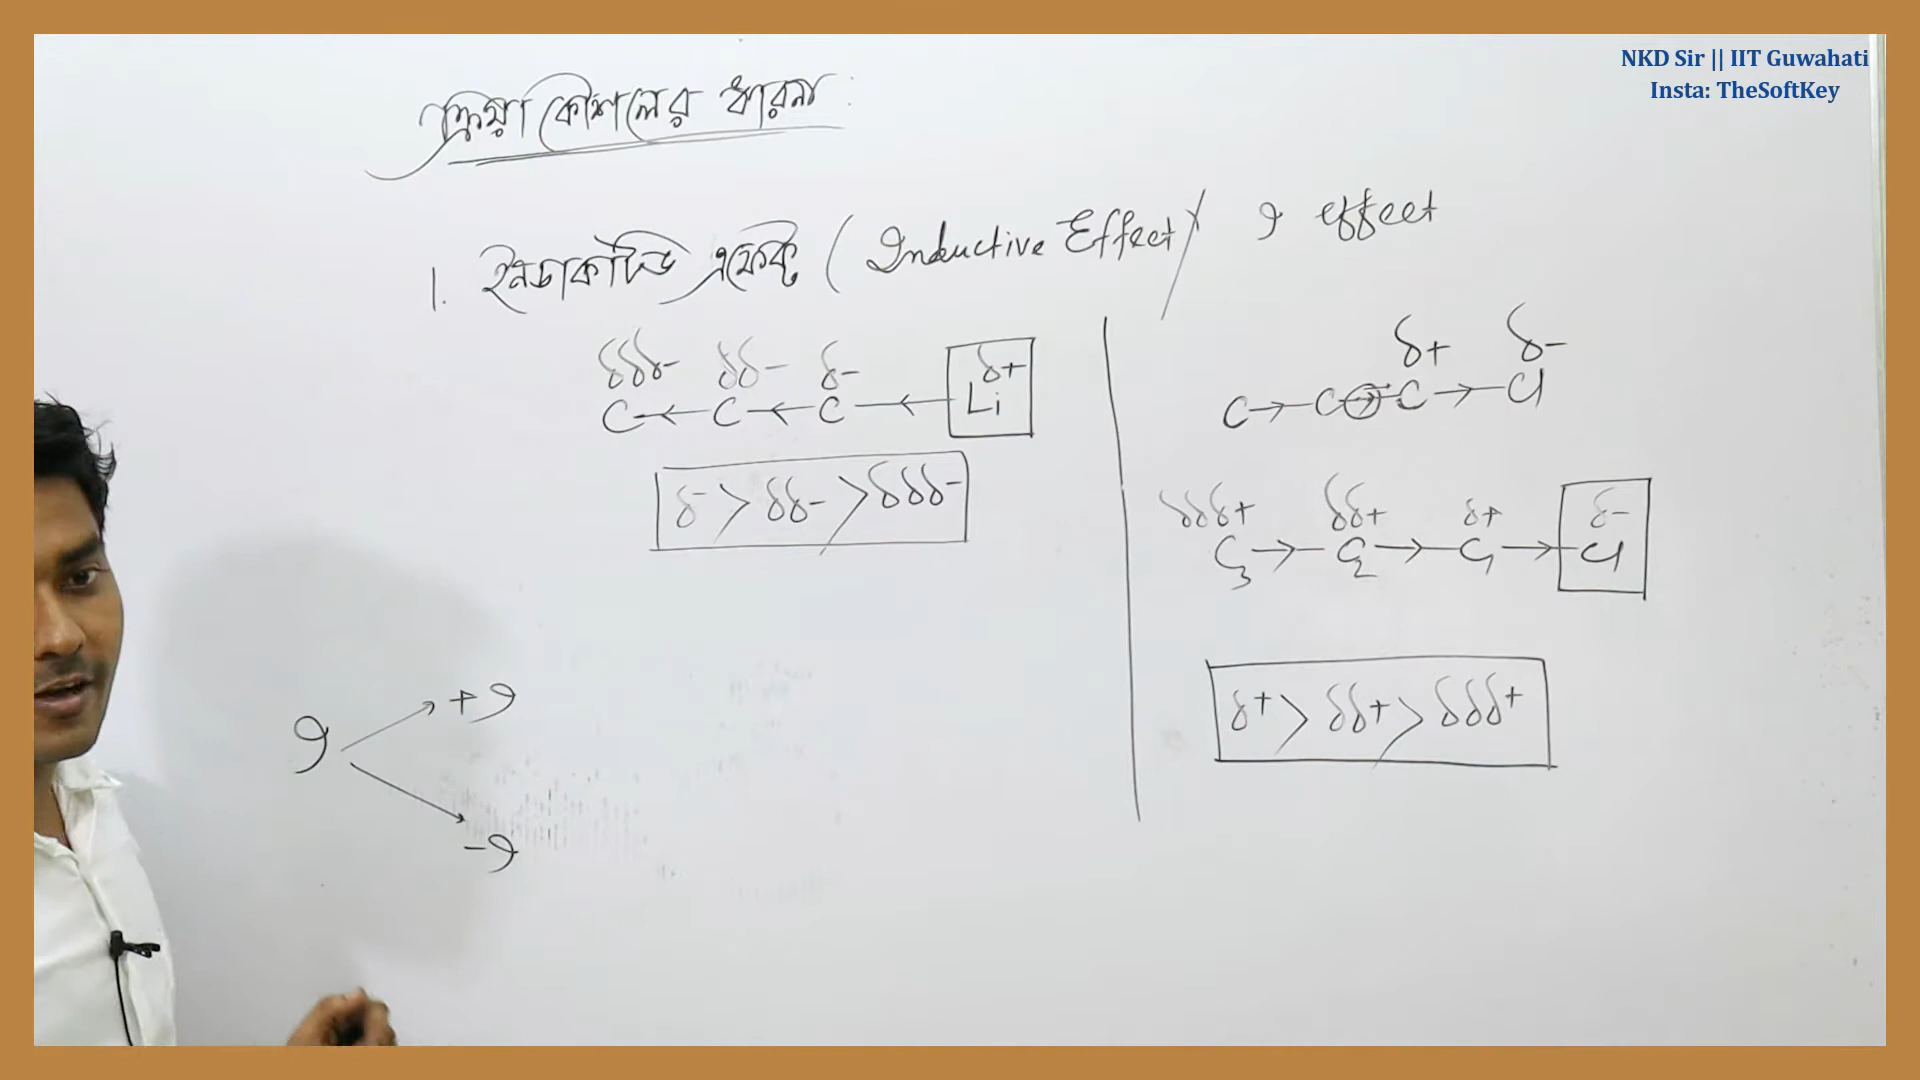 NKD Sir || IIT Guwahati
Insta: TheSoftKey
ক্রিয়া কৌশলের ধারনা :
1. ইনডাকটিভ এফেক্ট ( Inductive Effect ) / I effect
δδδ- δδ- δ- δ+
C C C Li
δ- > δδ- > δδδ-
δ+ δ-
C → C → C → Cl
δδδ+ δδ+ δ+ δ-
C3 → C2 → C1 → Cl
δ+ > δδ+ > δδδ+
+I
I
-I